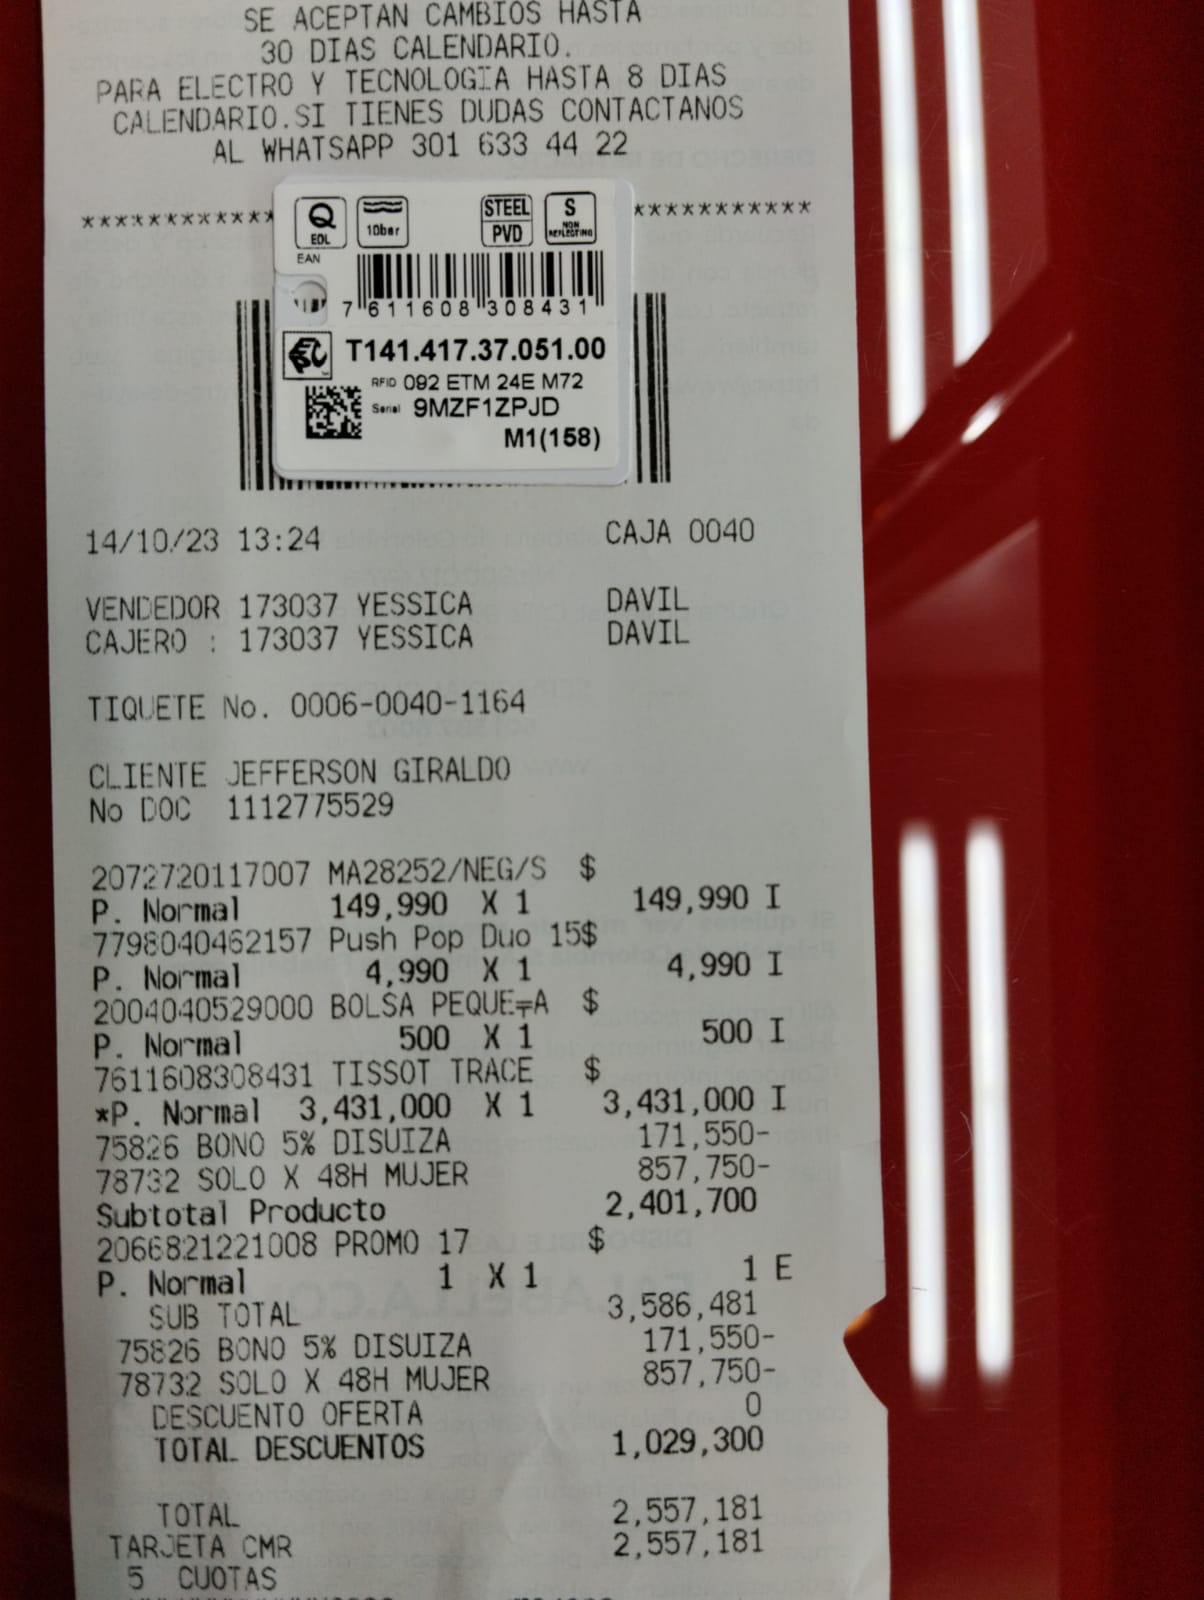 SE ACEPTAN CAMBIOS HASTA
30 DIAS CALENDARIO.
PARA ELECTRO Y TECNOLOGIA HASTA 8 DIAS
CALENDARIO.SI TIENES DUDAS CONTACTANOS
AL WHATSAPP 301 633 44 22
************ ***********
Q EOL 10bar STEEL PVD S NON REFLECTING
EAN
7 611608 308431
T141.417.37.051.00
RFID 092 ETM 24E M72
Serial 9MZF1ZPJD
M1(158)
14/10/23 13:24 CAJA 0040
VENDEDOR 173037 YESSICA DAVIL
CAJERO : 173037 YESSICA DAVIL
TIQUETE No. 0006-0040-1164
CLIENTE JEFFERSON GIRALDO
No DOC 1112775529
2072720117007 MA28252/NEG/S $
P. Normal 149,990 X 1 149,990 I
7798040462157 Push Pop Duo 15$
P. Normal 4,990 X 1 4,990 I
2004040529000 BOLSA PEQUE╤A $
P. Normal 500 X 1 500 I
7611608308431 TISSOT TRACE $
*P. Normal 3,431,000 X 1 3,431,000 I
75826 BONO 5% DISUIZA 171,550-
78732 SOLO X 48H MUJER 857,750-
Subtotal Producto 2,401,700
2066821221008 PROMO 17 $
P. Normal 1 X 1 1 E
SUB TOTAL 3,586,481
75826 BONO 5% DISUIZA 171,550-
78732 SOLO X 48H MUJER 857,750-
DESCUENTO OFERTA 0
TOTAL DESCUENTOS 1,029,300
TOTAL 2,557,181
TARJETA CMR 2,557,181
5 CUOTAS